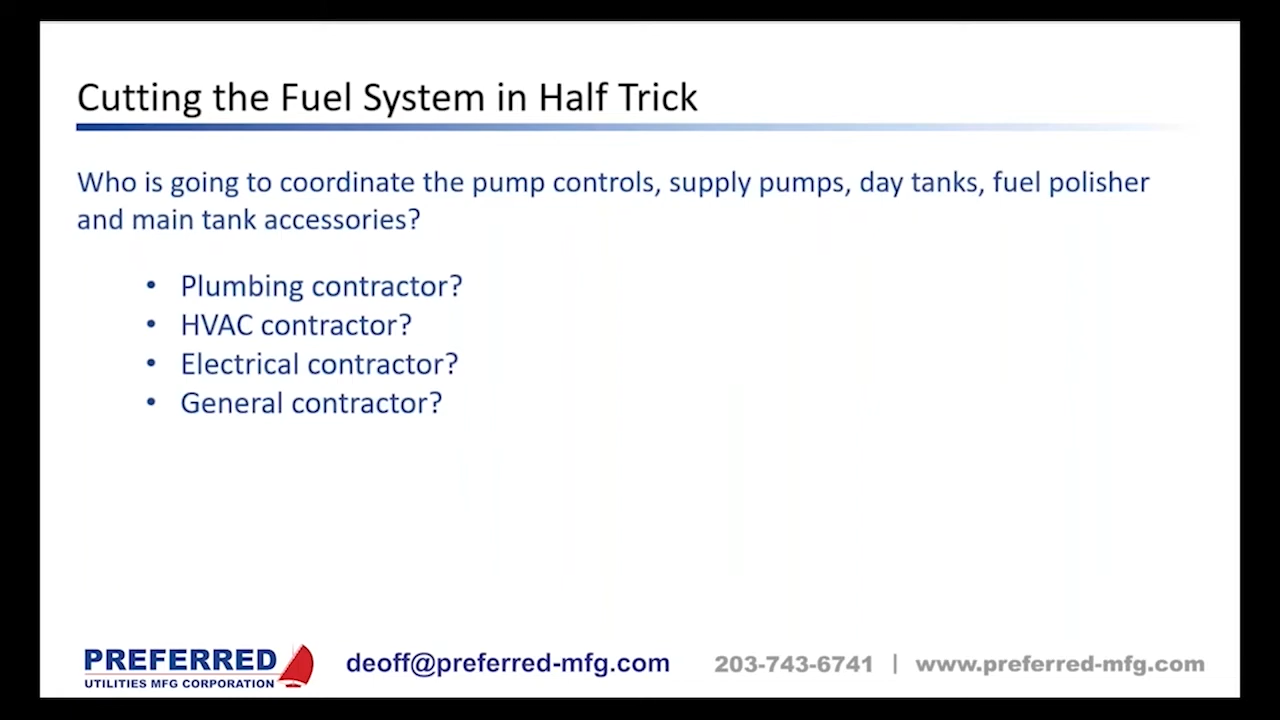 Cutting the Fuel System in Half Trick
Who is going to coordinate the pump controls, supply pumps, day tanks, fuel polisher
and main tank accessories?
• Plumbing contractor?
• HVAC contractor?
• Electrical contractor?
• General contractor?
PREFERRED
UTILITIES MFG CORPORATION
deoff@preferred-mfg.com
203-743-6741 | www.preferred-mfg.com